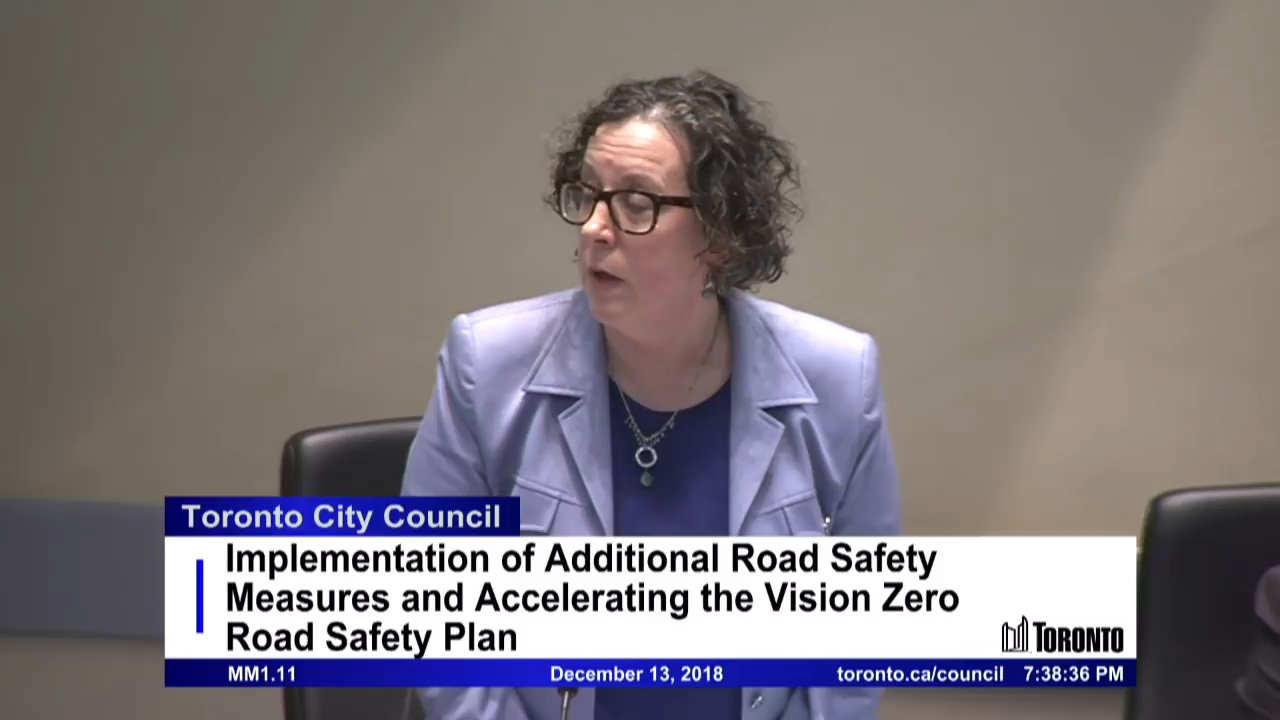 Toronto City Council
Implementation of Additional Road Safety
Measures and Accelerating the Vision Zero
Road Safety Plan
TORONTO
MM1.11 December 13, 2018 toronto.ca/council 7:38:36 PM